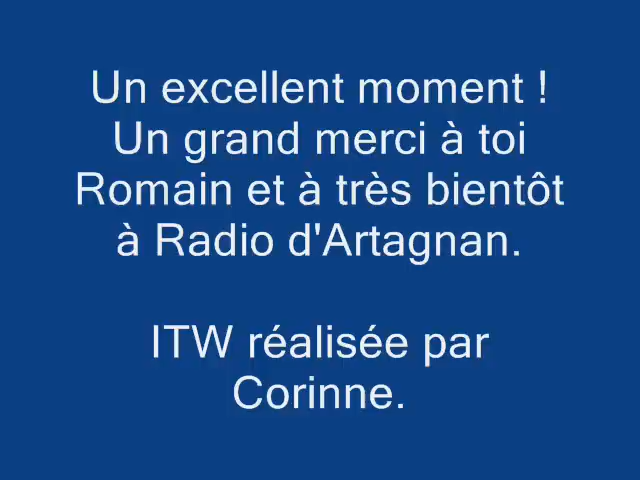 Un excellent moment !
Un grand merci à toi
Romain et à très bientôt
à Radio d'Artagnan.
ITW réalisée par
Corinne.